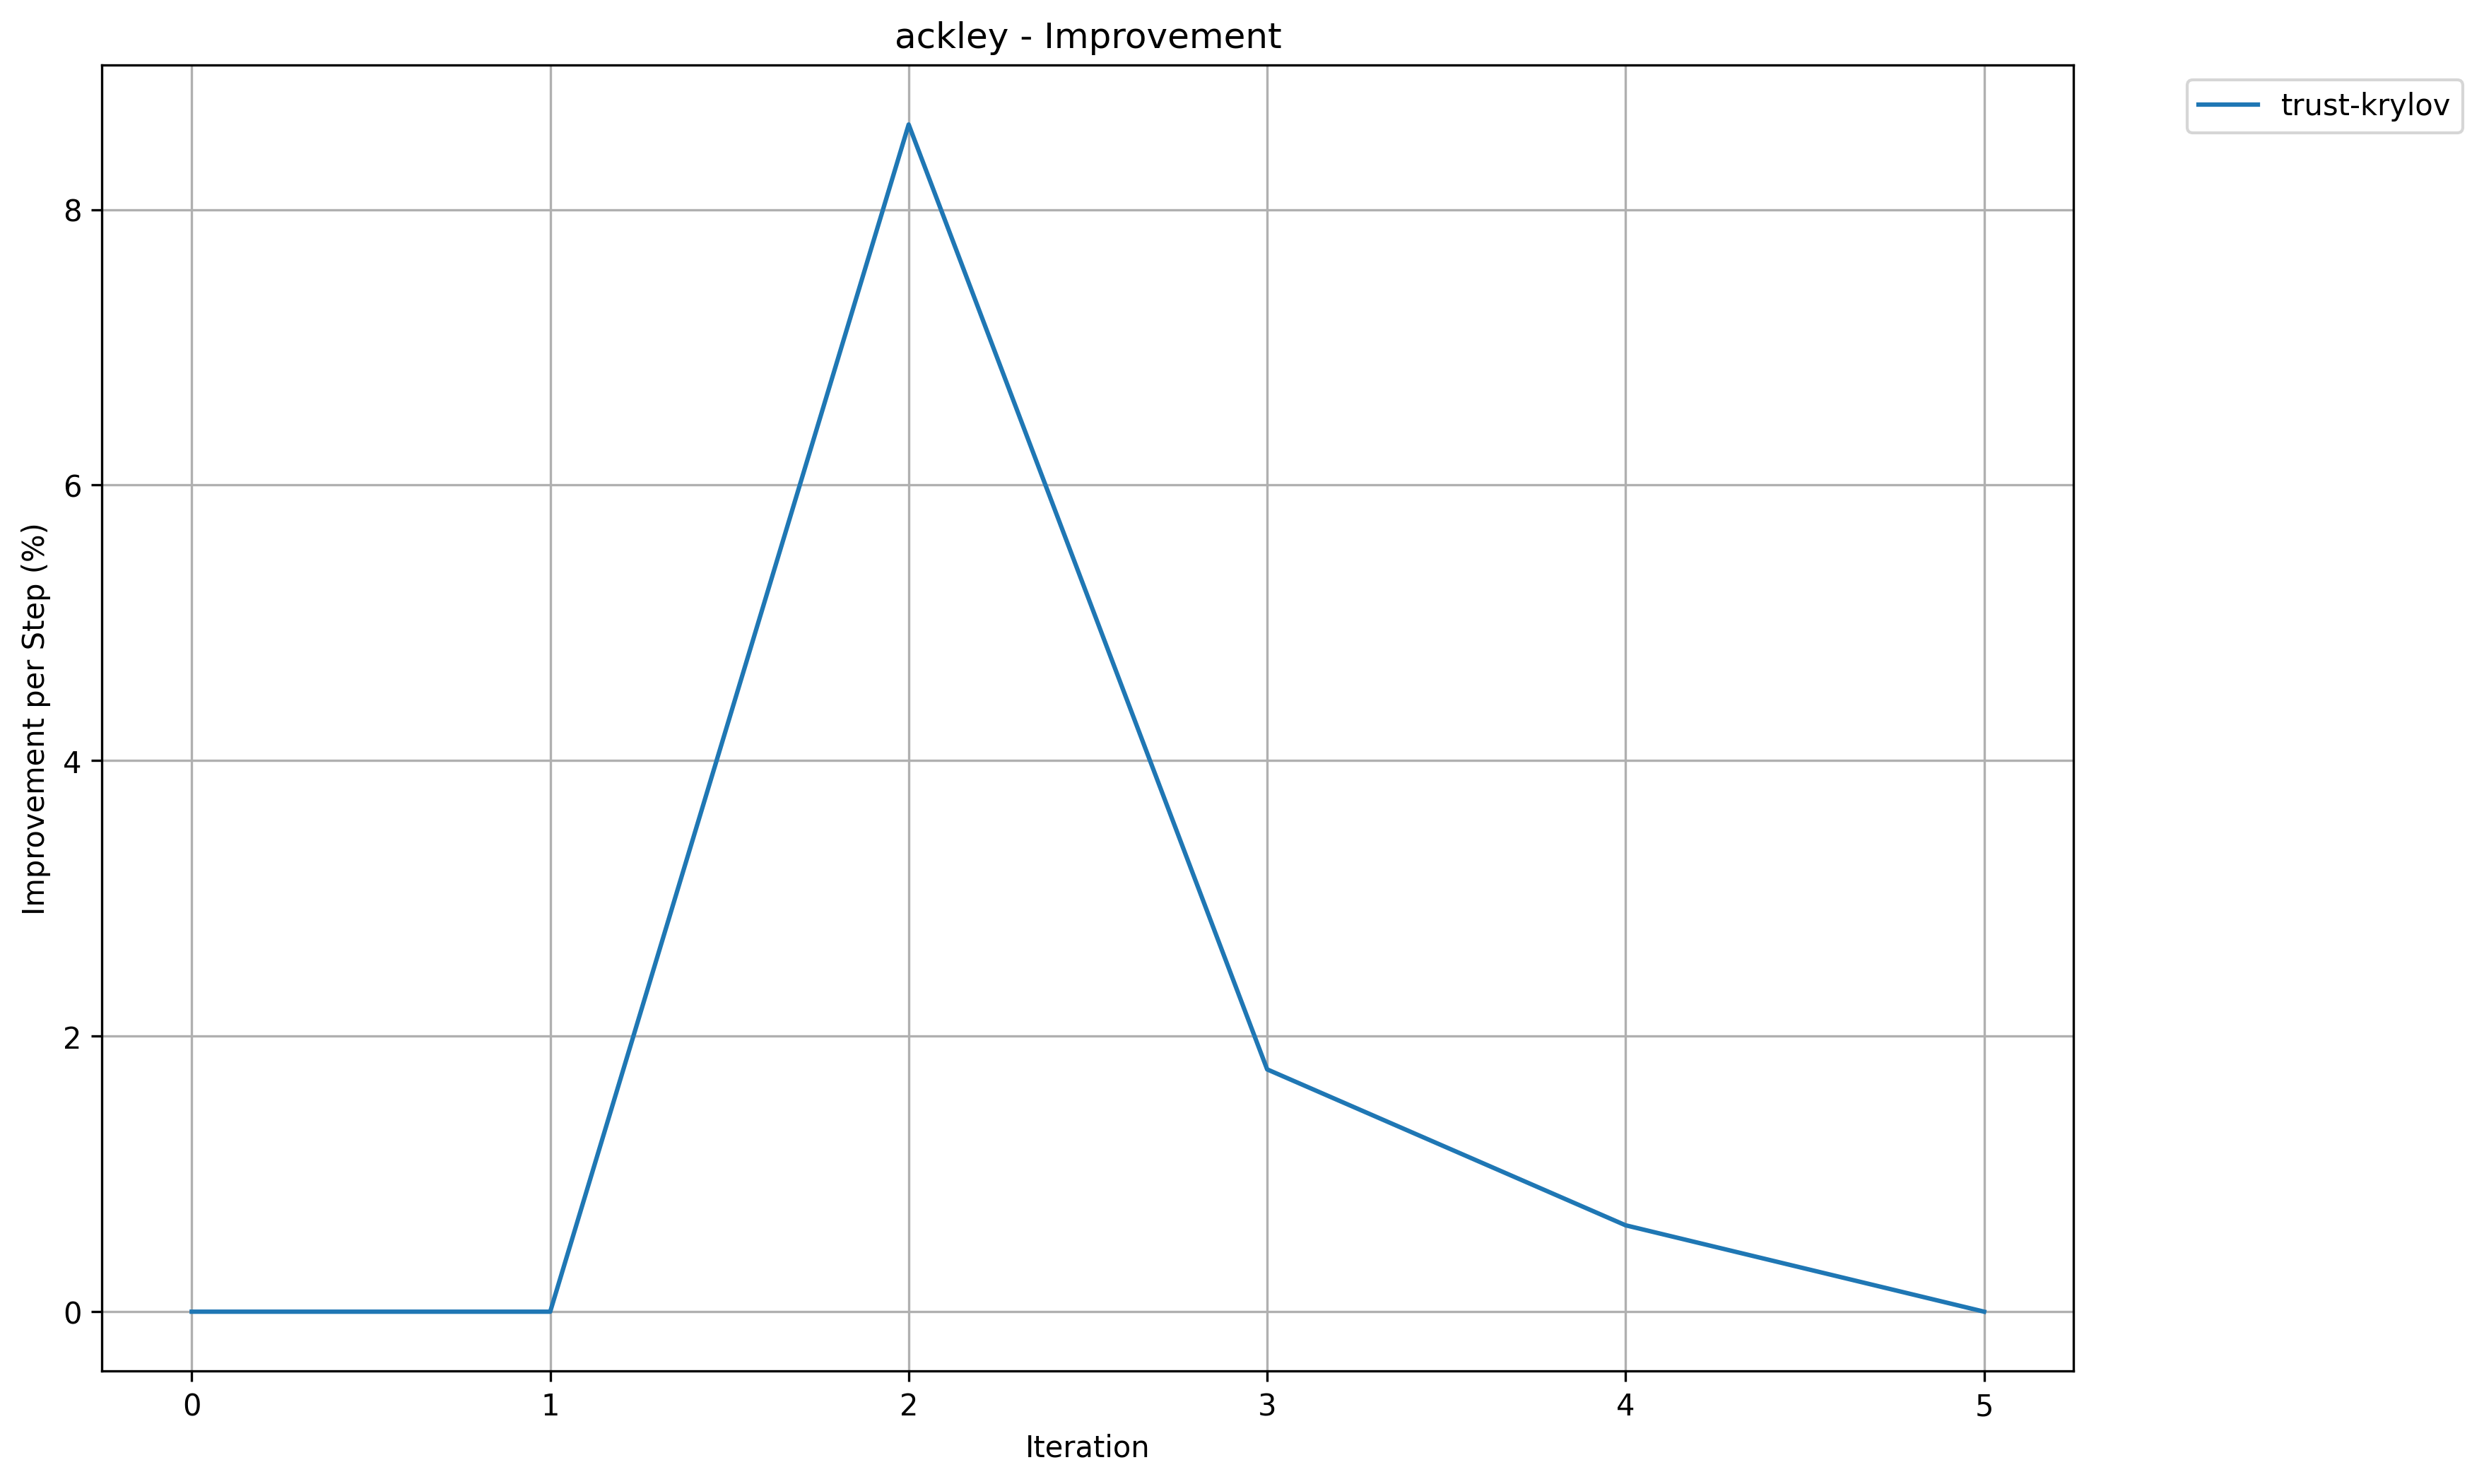 ackley - Improvement
trust-krylov
Improvement per Step (%)
8
6
4
2
0
0 1 2 3 4 5
Iteration